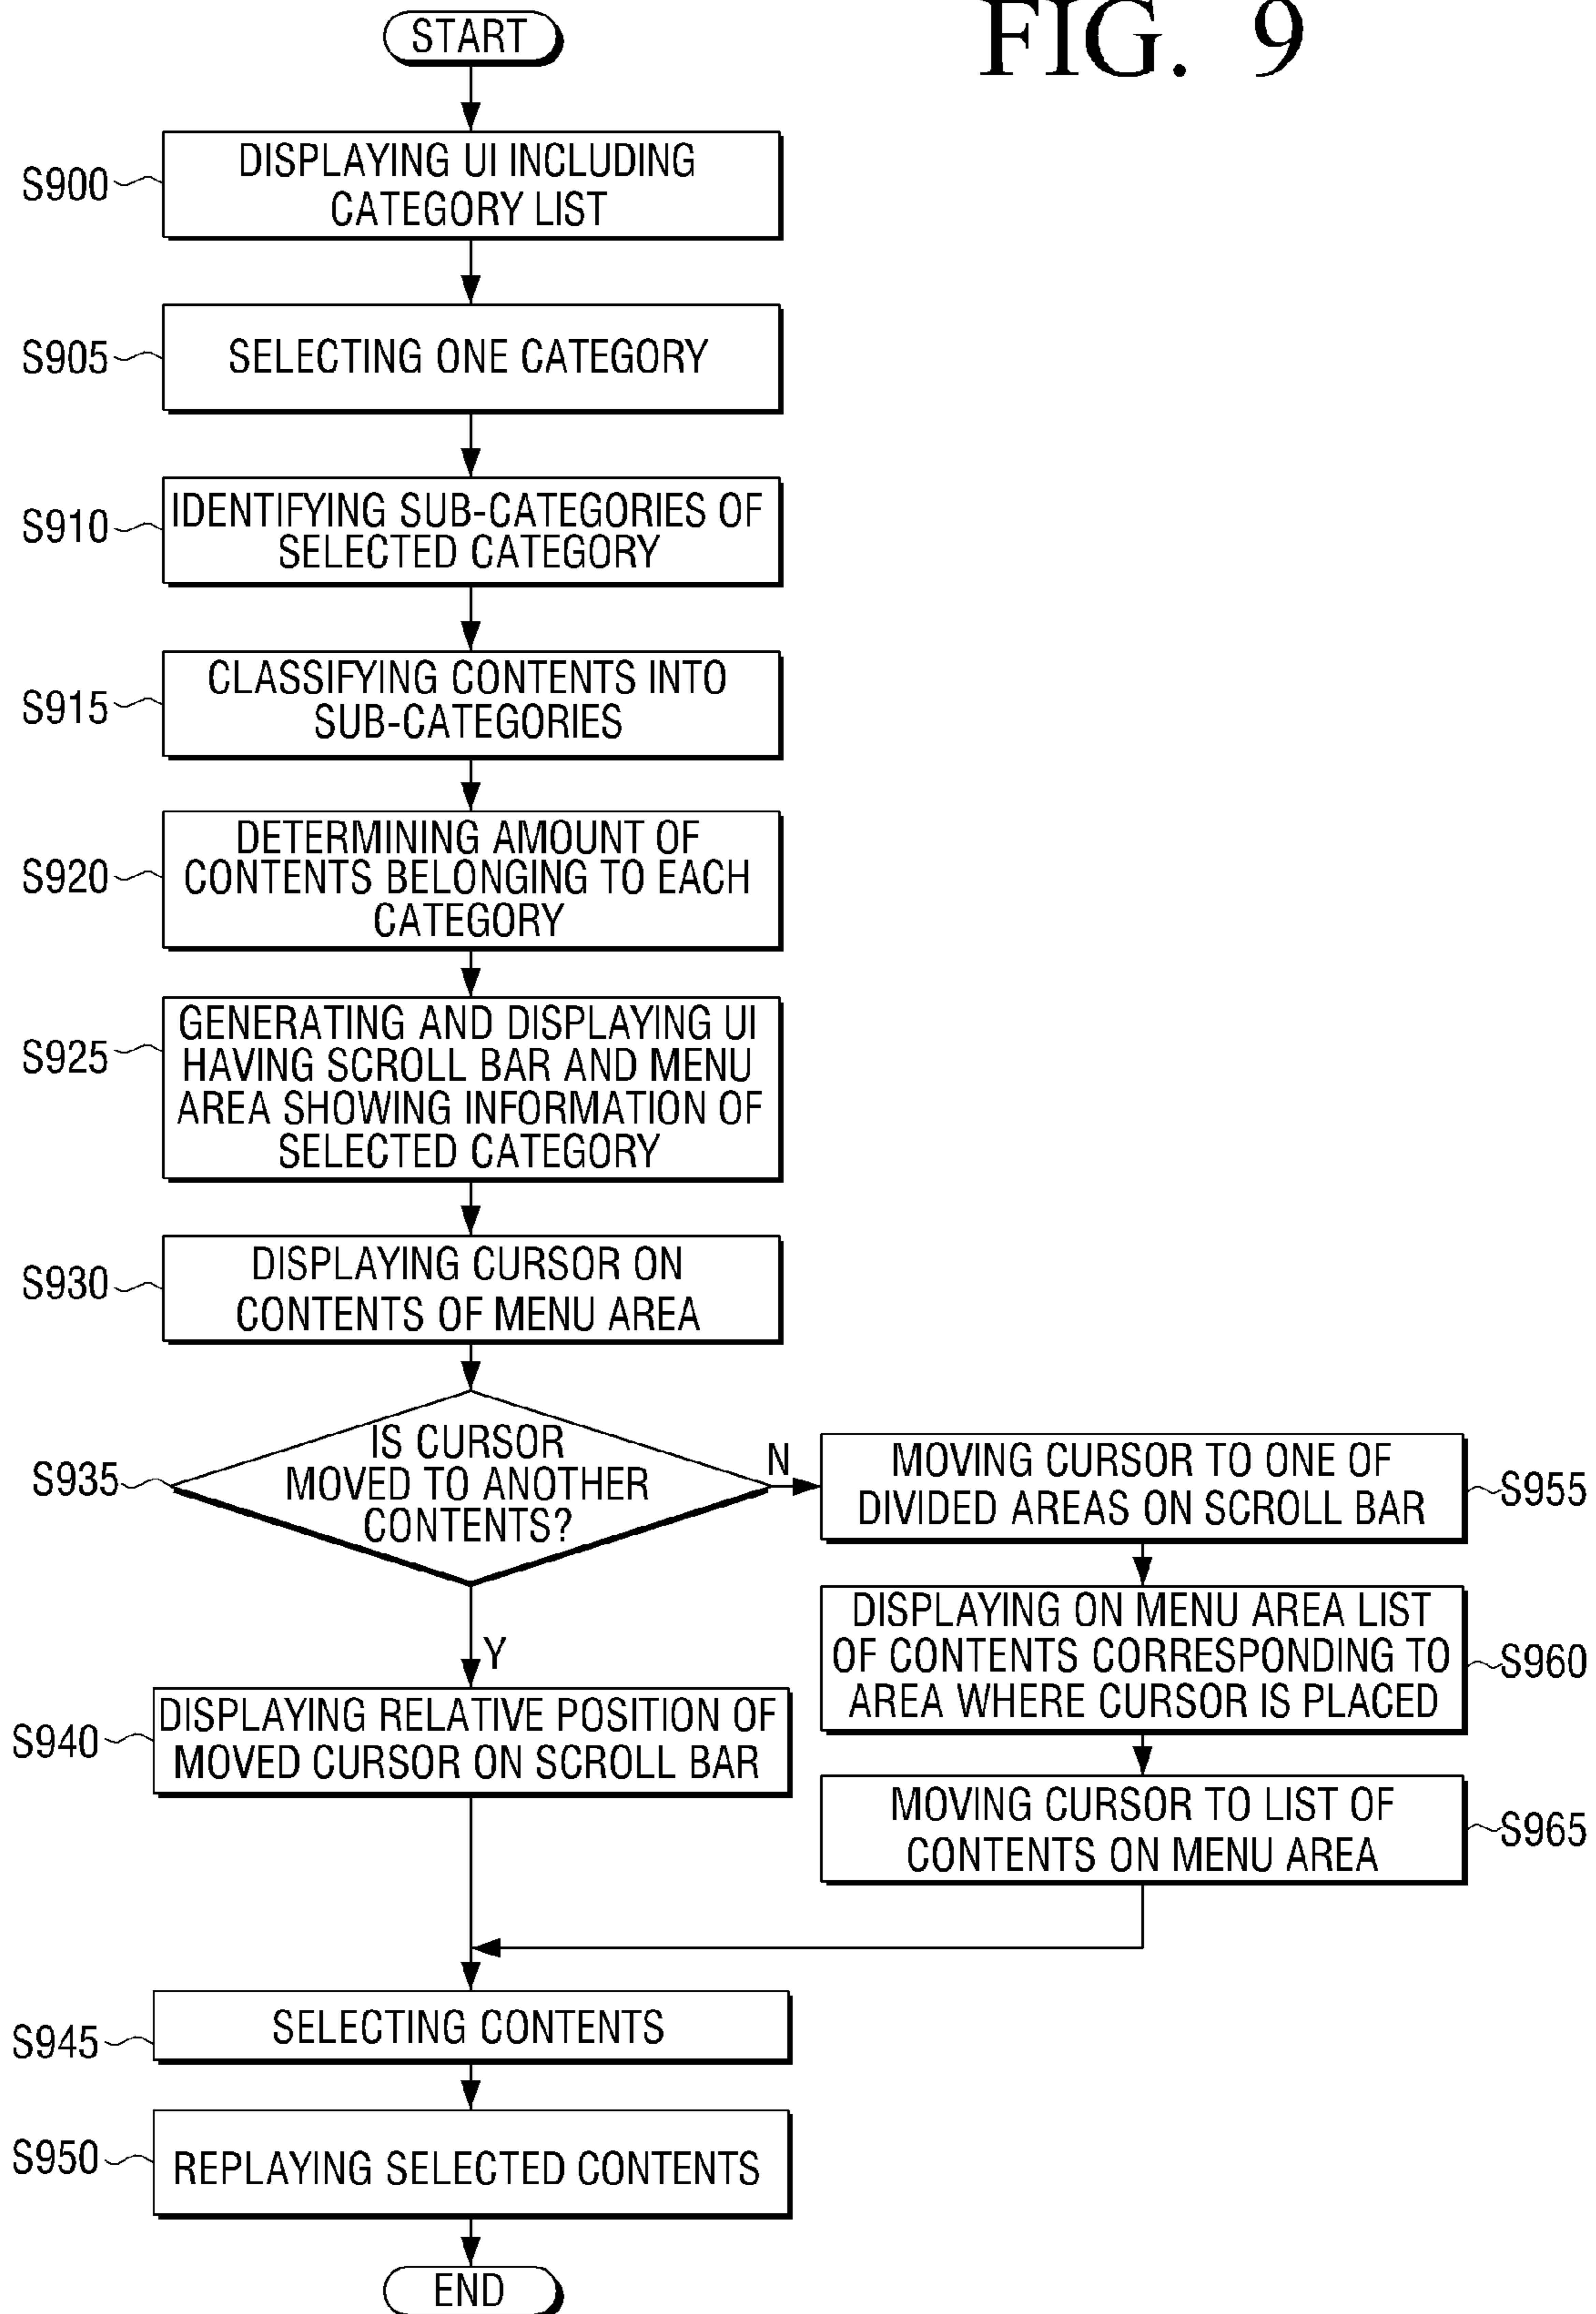 FIG. 9
START
S900
DISPLAYING UI INCLUDING
CATEGORY LIST
S905
SELECTING ONE CATEGORY
S910
IDENTIFYING SUB-CATEGORIES OF
SELECTED CATEGORY
S915
CLASSIFYING CONTENTS INTO
SUB-CATEGORIES
S920
DETERMINING AMOUNT OF
CONTENTS BELONGING TO EACH
CATEGORY
S925
GENERATING AND DISPLAYING UI
HAVING SCROLL BAR AND MENU
AREA SHOWING INFORMATION OF
SELECTED CATEGORY
S930
DISPLAYING CURSOR ON
CONTENTS OF MENU AREA
S935
IS CURSOR
MOVED TO ANOTHER
CONTENTS?
N
MOVING CURSOR TO ONE OF
DIVIDED AREAS ON SCROLL BAR
S955
DISPLAYING ON MENU AREA LIST
OF CONTENTS CORRESPONDING TO
AREA WHERE CURSOR IS PLACED
S960
MOVING CURSOR TO LIST OF
CONTENTS ON MENU AREA
S965
Y
S940
DISPLAYING RELATIVE POSITION OF
MOVED CURSOR ON SCROLL BAR
S945
SELECTING CONTENTS
S950
REPLAYING SELECTED CONTENTS
END